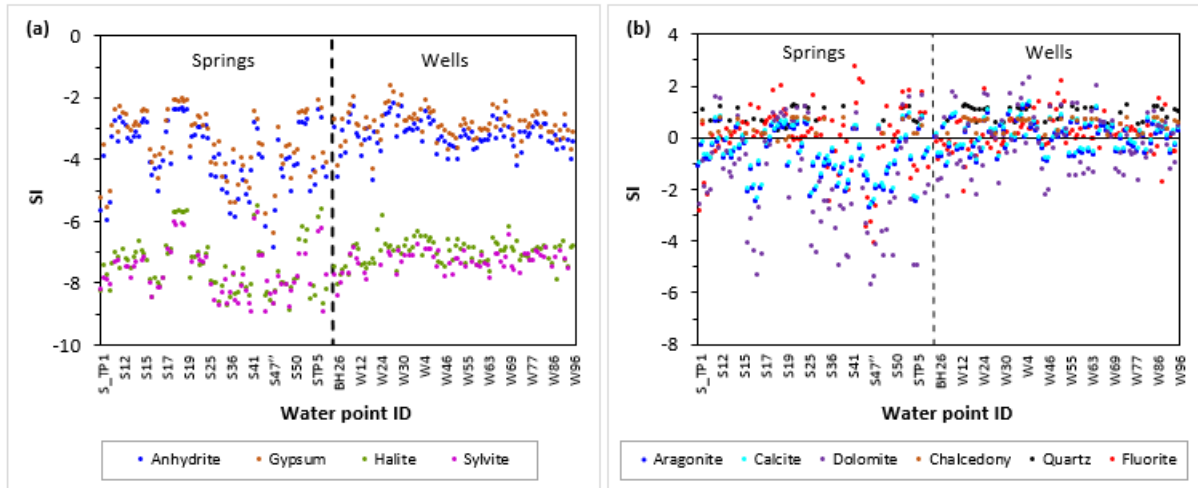 (a)
0
-2
-4
-6
-8
-10
SI
Springs
Wells
S_TP1
S12
S15
S17
S19
S25
S36
S41
S47''
S50
STP5
BH26
W12
W24
W30
W4
W46
W55
W63
W69
W77
W86
W96
Water point ID
Anhydrite Gypsum Halite Sylvite
(b)
4
2
0
-2
-4
-6
-8
SI
Springs
Wells
S_TP1
S12
S15
S17
S19
S25
S36
S41
S47''
S50
STP5
BH26
W12
W24
W30
W4
W46
W55
W63
W69
W77
W86
W96
Water point ID
Aragonite Calcite Dolomite Chalcedony Quartz Fluorite